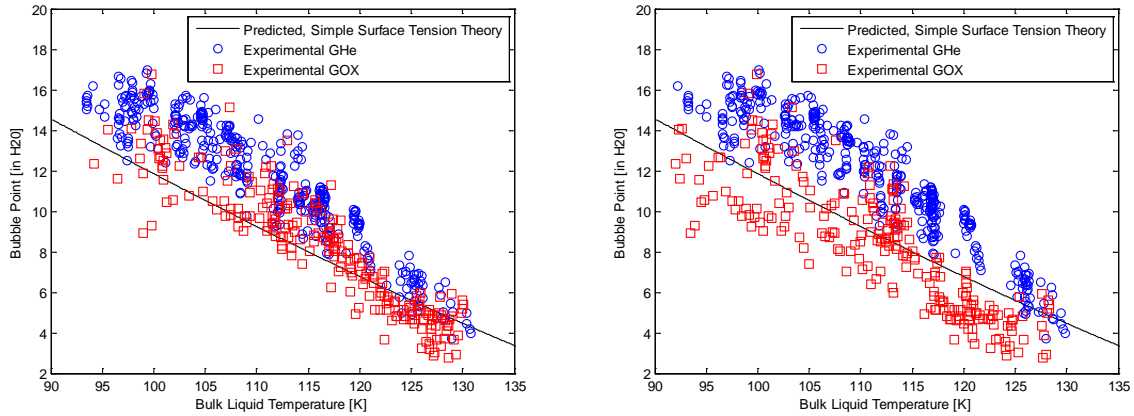 20
18
16
14
12
10
8
6
4
2
Bubble Point [in H20]
Predicted, Simple Surface Tension Theory
Experimental GHe
Experimental GOX
90 95 100 105 110 115 120 125 130 135
Bulk Liquid Temperature [K]
20
18
16
14
12
10
8
6
4
2
Bubble Point [in H20]
Predicted, Simple Surface Tension Theory
Experimental GHe
Experimental GOX
90 95 100 105 110 115 120 125 130 135
Bulk Liquid Temperature [K]